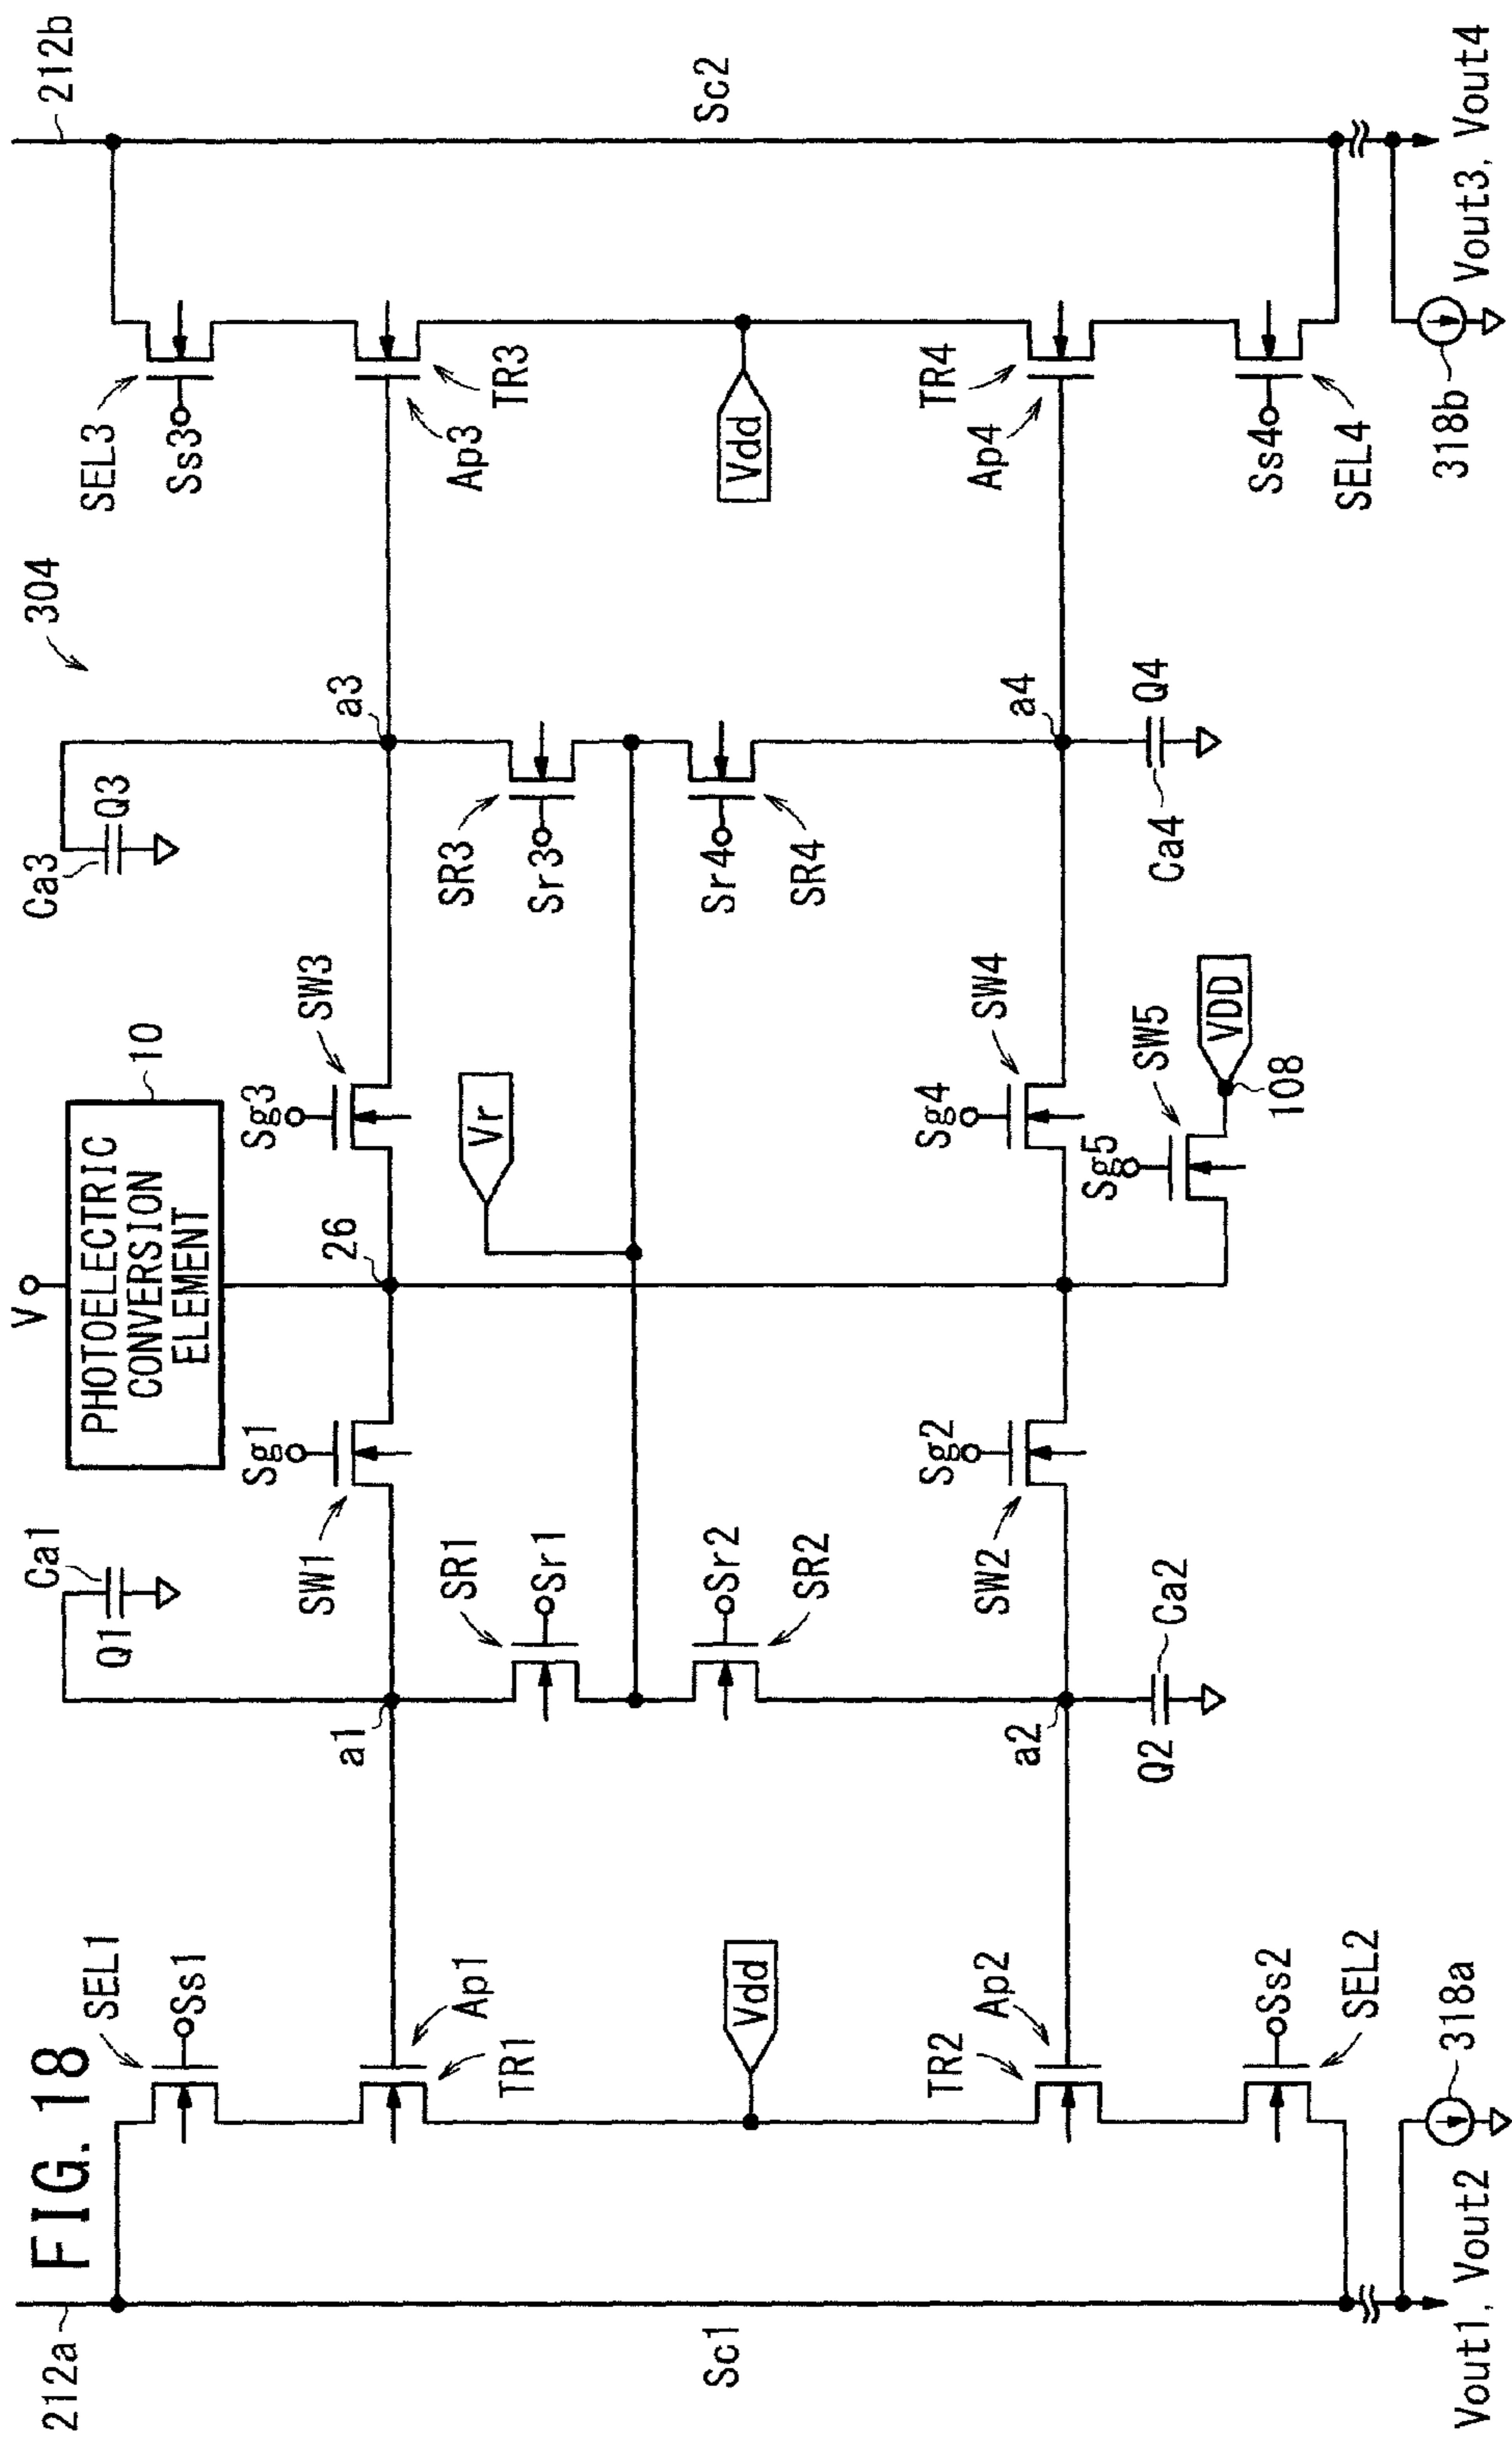 FIG. 18
212a
212b
304
V
PHOTOELECTRIC
CONVERSION
ELEMENT
10
Ca1
Q1
Ca3
Q3
SEL1
Ss1
SEL3
Ss3
Sg1
SW1
Sg3
SW3
26
a1
a3
Ap1
TR1
Ap3
TR3
SR1
Sr1
Vr
SR3
Sr3
Sc1
Sc2
Vdd
Vdd
Sr2
SR2
Sr4
SR4
TR2
Ap2
TR4
Ap4
Sg2
SW2
Sg4
SW4
a2
a4
Q2
Ca2
Ca4
Q4
Sg5
SW5
VDD
108
Ss2
SEL2
Ss4
SEL4
318a
318b
Vout1, Vout2
Vout3, Vout4